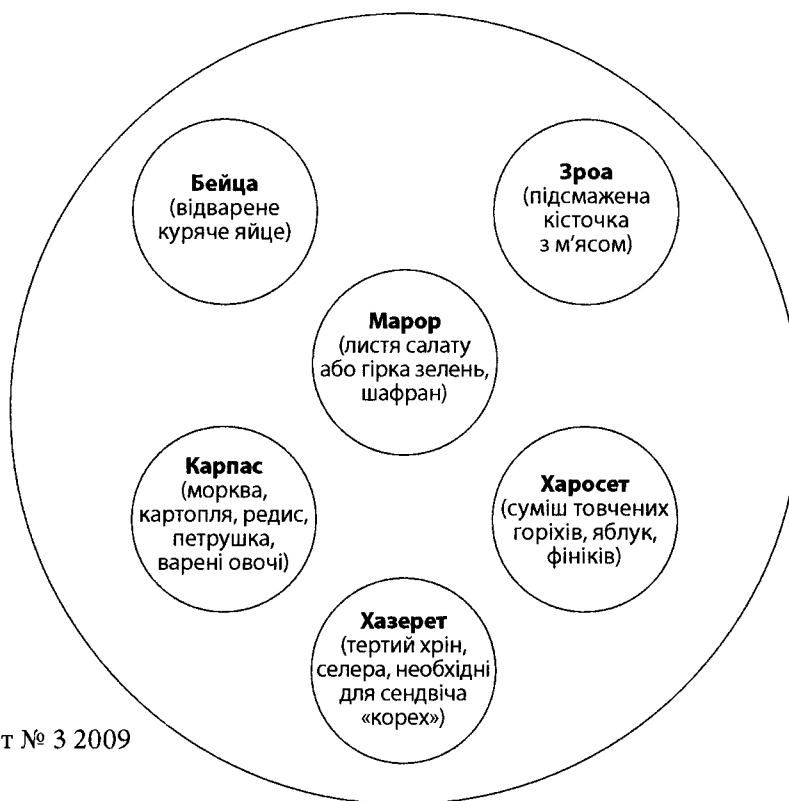 Бейца
(відварене
куряче яйце)
Зроа
(підсмажена
кісточка
з м'ясом)
Марор
(листя салату
або гірка зелень,
шафран)
Карпас
(морква,
картопля, редис,
петрушка,
варені овочі)
Харосет
(суміш товчених
горіхів, яблук,
фініків)
Хазерет
(тертий хрін,
селера, необхідні
для сендвіча
«корех»)
т № 3 2009